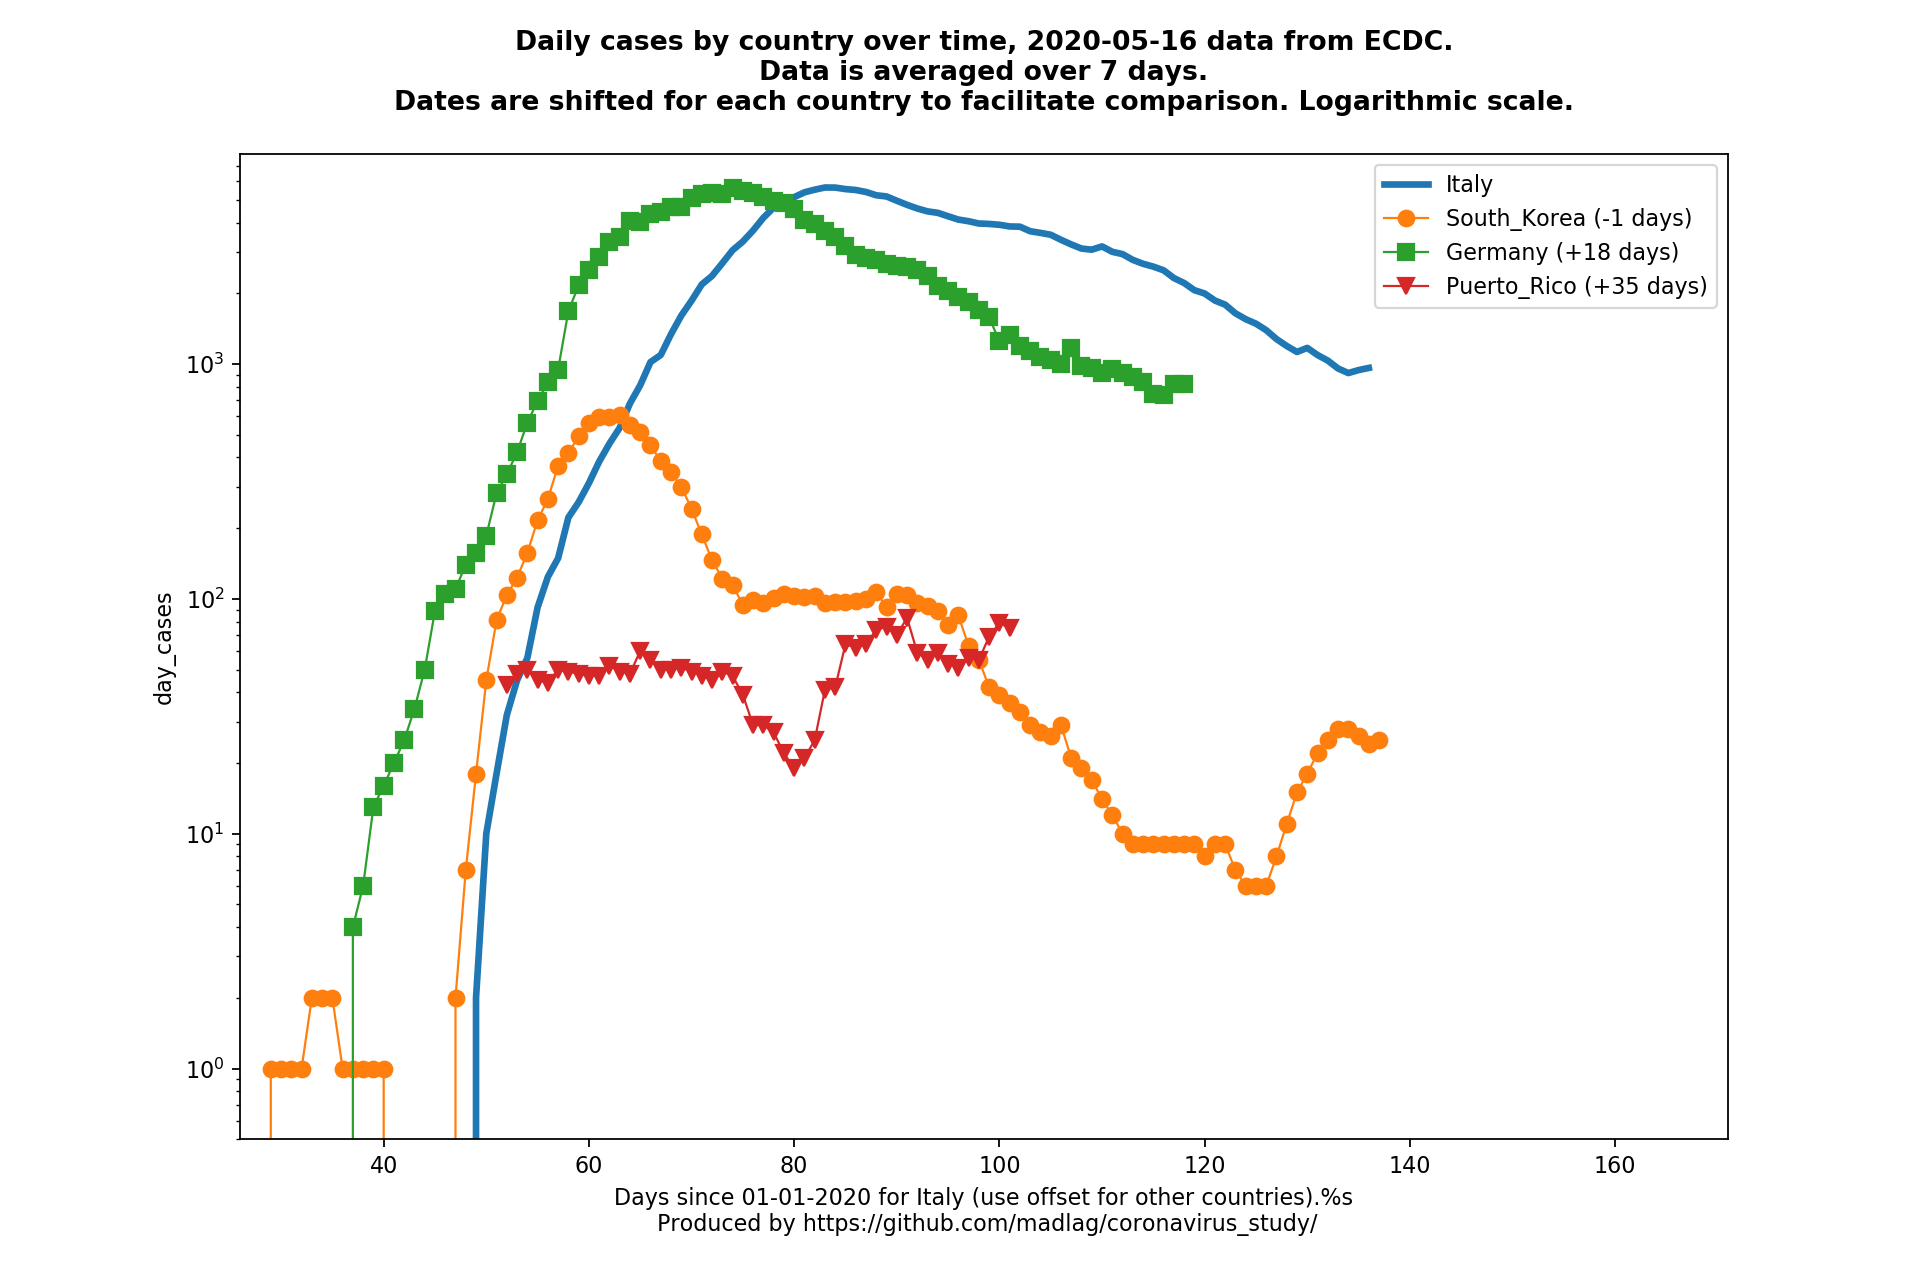 Daily cases by country over time, 2020-05-16 data from ECDC.
Data is averaged over 7 days.
Dates are shifted for each country to facilitate comparison. Logarithmic scale.
Italy
South_Korea (-1 days)
Germany (+18 days)
Puerto_Rico (+35 days)
day_cases
10³
10²
10¹
10⁰
40 60 80 100 120 140 160
Days since 01-01-2020 for Italy (use offset for other countries).%s
Produced by https://github.com/madlag/coronavirus_study/